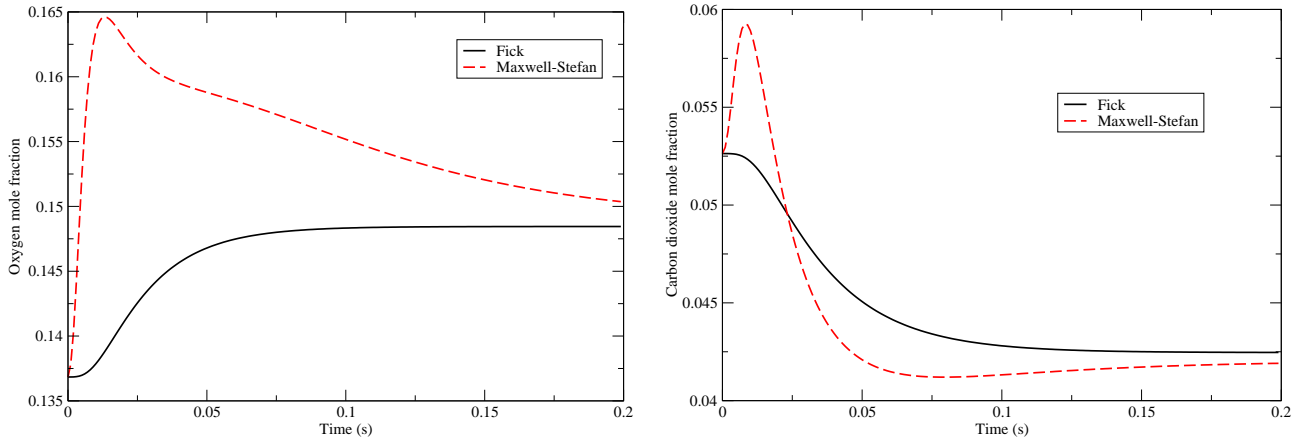 0.165
0.16
0.155
0.15
0.145
0.14
0.135
Oxygen mole fraction
Fick
Maxwell-Stefan
0
0.05
0.1
0.15
0.2
Time (s)
0.06
0.055
0.05
0.045
0.04
Carbon dioxide mole fraction
Fick
Maxwell-Stefan
0
0.05
0.1
0.15
0.2
Time (s)